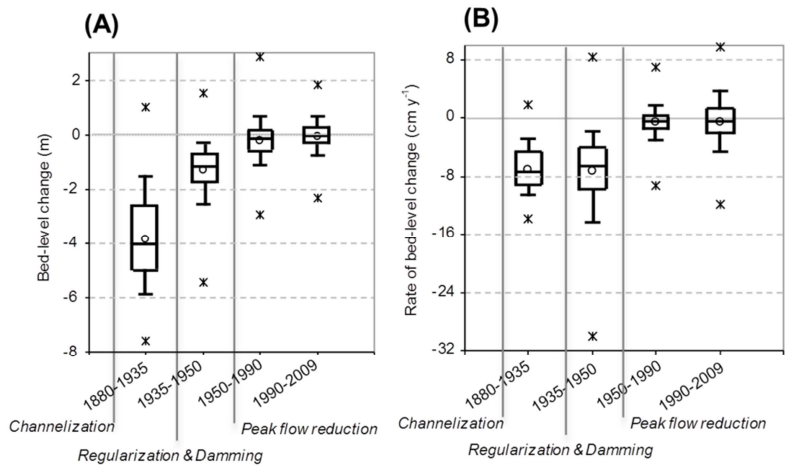 (A)
Bed-level change (m)
2
0
-2
-4
-6
-8
1880-1935
1935-1950
1950-1990
1990-2009
Channelization
Regularization & Damming
Peak flow reduction
(B)
Rate of bed-level change (cm y⁻¹)
8
0
-8
-16
-24
-32
1880-1935
1935-1950
1950-1990
1990-2009
Channelization
Regularization & Damming
Peak flow reduction